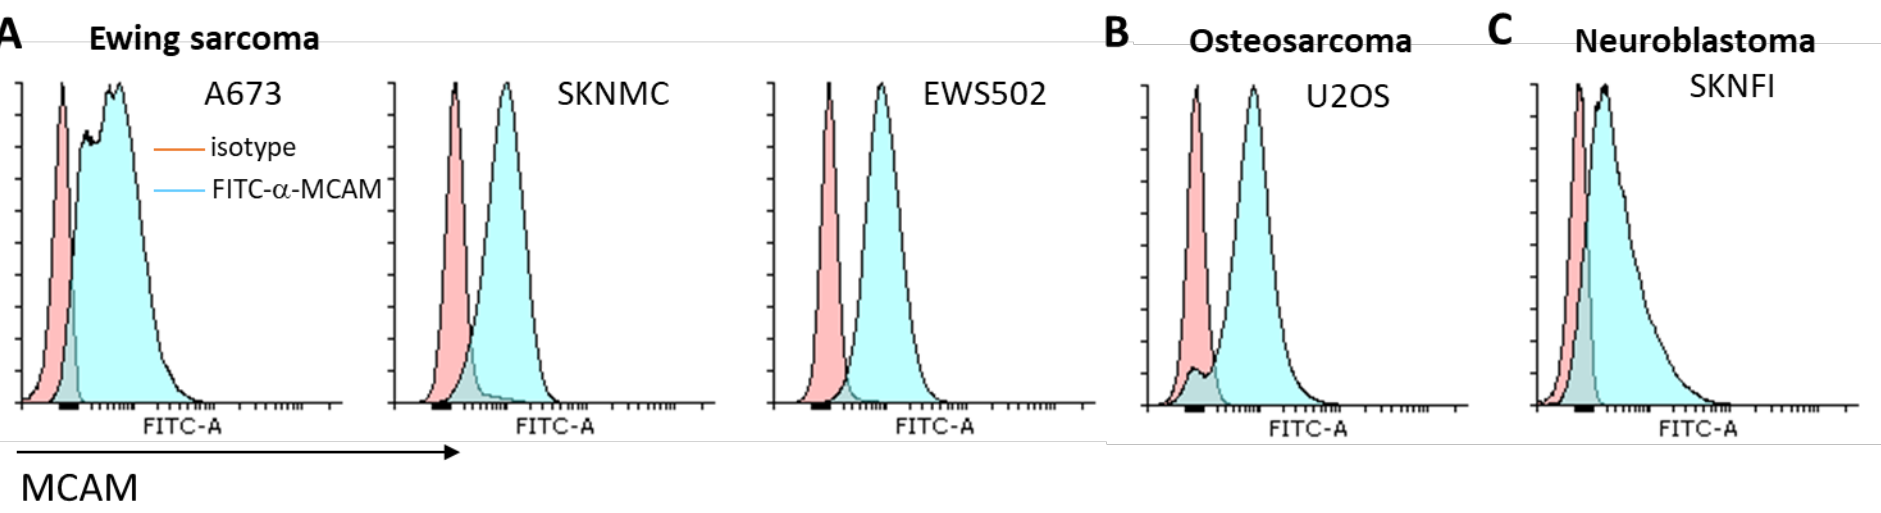 A
Ewing sarcoma
A673
isotype
FITC-α-MCAM
FITC-A
SKNMC
FITC-A
EWS502
FITC-A
MCAM
B
Osteosarcoma
U2OS
FITC-A
C
Neuroblastoma
SKNFI
FITC-A